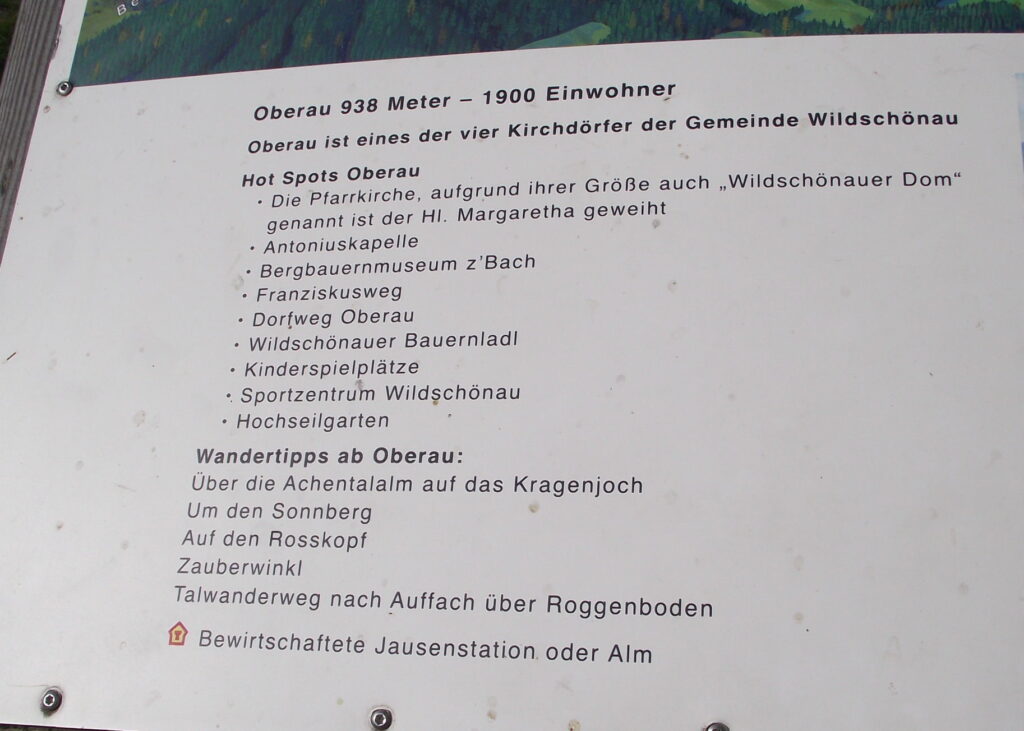 Oberau 938 Meter – 1900 Einwohner
Oberau ist eines der vier Kirchdörfer der Gemeinde Wildschönau
Hot Spots Oberau
· Die Pfarrkirche, aufgrund ihrer Größe auch „Wildschönauer Dom“
genannt ist der Hl. Margaretha geweiht
· Antoniuskapelle
· Bergbauernmuseum z’Bach
· Franziskusweg
· Dorfweg Oberau
· Wildschönauer Bauernladl
· Kinderspielplätze
· Sportzentrum Wildschönau
· Hochseilgarten
Wandertipps ab Oberau:
Über die Achentalalm auf das Kragenjoch
Um den Sonnberg
Auf den Rosskopf
Zauberwinkl
Talwanderweg nach Auffach über Roggenboden
Bewirtschaftete Jausenstation oder Alm